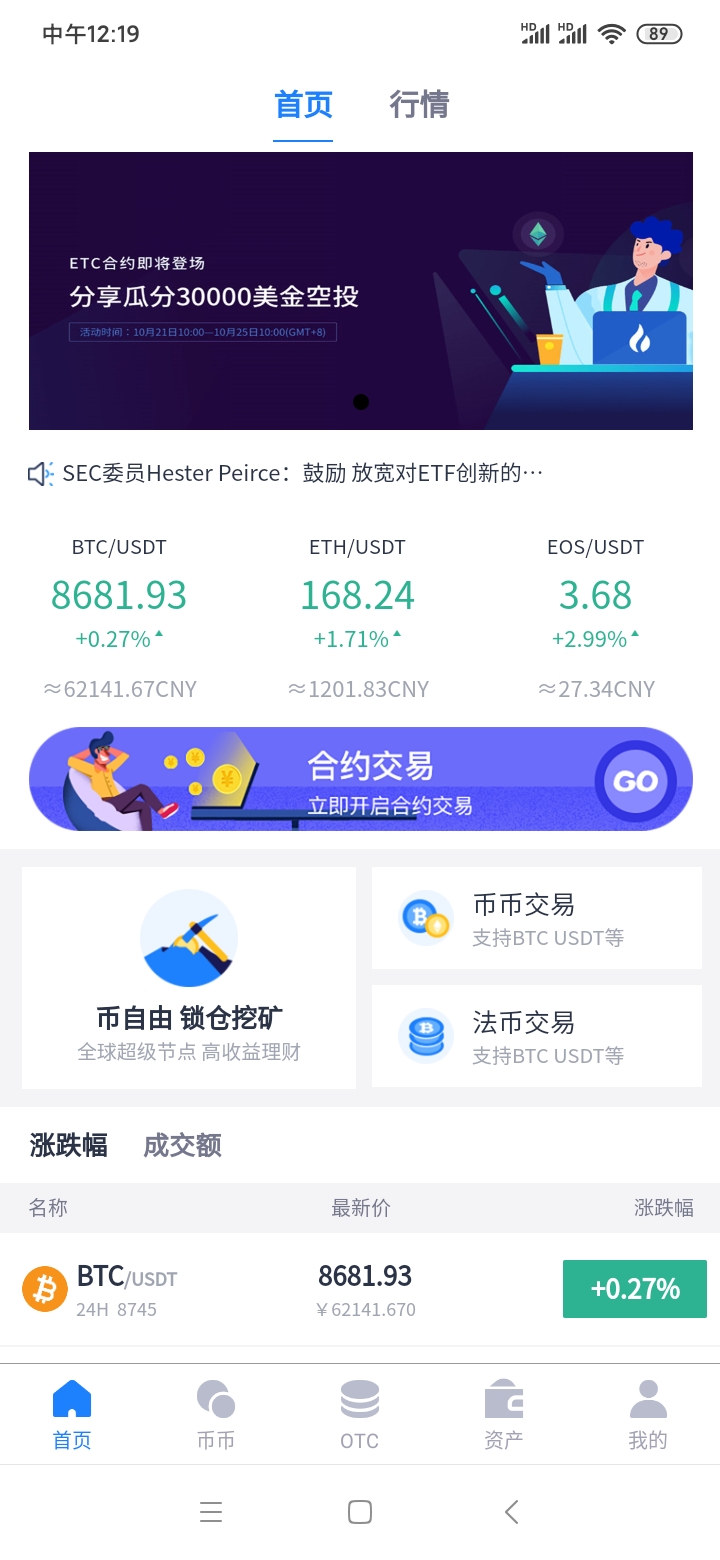 中午12:19
HD HD 89
首页 行情
ETC合约即将登场
分享瓜分30000美金空投
活动时间：10月21日10:00—10月25日10:00(GMT+8)
SEC委员Hester Peirce：鼓励 放宽对ETF创新的…
BTC/USDT ETH/USDT EOS/USDT
8681.93 168.24 3.68
+0.27% +1.71% +2.99%
≈62141.67CNY ≈1201.83CNY ≈27.34CNY
合约交易
GO
立即开启合约交易
币币交易
支持BTC USDT等
币自由 锁仓挖矿
全球超级节点 高收益理财
法币交易
支持BTC USDT等
涨跌幅 成交额
名称 最新价 涨跌幅
BTC/USDT 8681.93 +0.27%
24H 8745 ￥62141.670
首页 币币 OTC 资产 我的